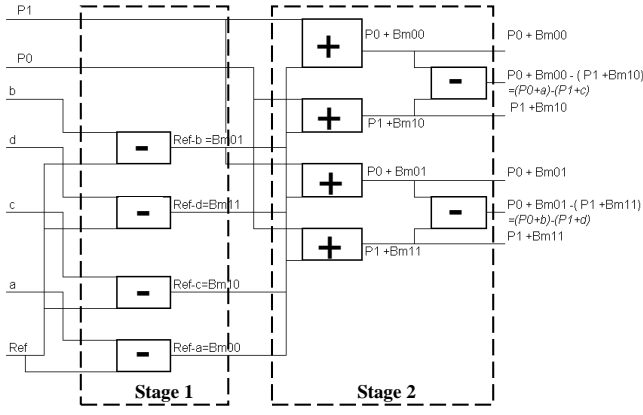 P1
P0
b
d
c
a
Ref
Ref-b =Bm01
Ref-d=Bm11
Ref-c=Bm10
Ref-a=Bm00
-
-
-
-
Stage 1
+
+
+
+
P0 + Bm00
P1 +Bm10
P0 + Bm01
P1 +Bm11
-
-
Stage 2
P0 + Bm00
P0 + Bm00 - ( P1 +Bm10)
=(P0+a)-(P1+c)
P1 +Bm10
P0 + Bm01
P0 + Bm01 -( P1 +Bm11)
=(P0+b)-(P1+d)
P1 +Bm11